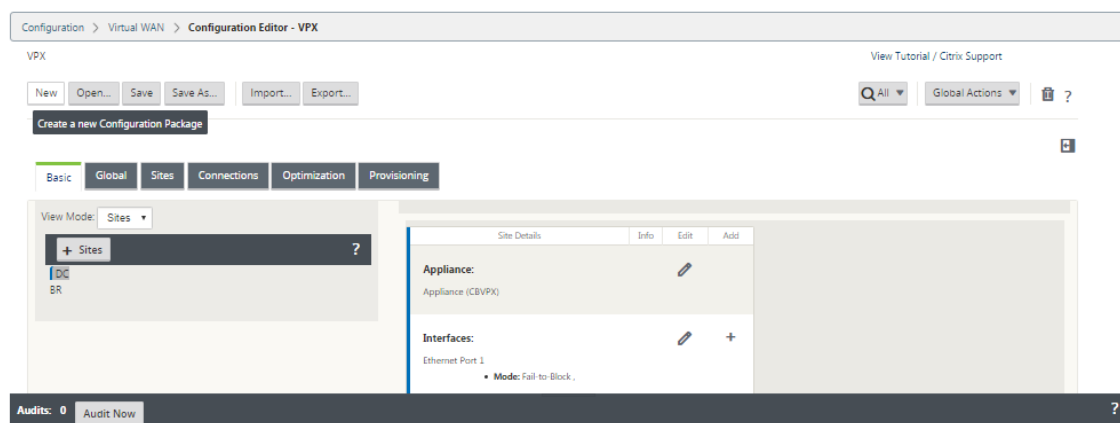 Configuration > Virtual WAN > Configuration Editor - VPX
VPX
View Tutorial / Citrix Support
New Open... Save Save As... Import... Export... All Global Actions ?
Create a new Configuration Package
Basic Global Sites Connections Optimization Provisioning
View Mode: Sites
+ Sites ?
DC
BR
Site Details Info Edit Add
Appliance:
Appliance (CBVPX)
Interfaces: +
Ethernet Port 1
• Mode: Fail-to-Block ,
Audits: 0 Audit Now ?